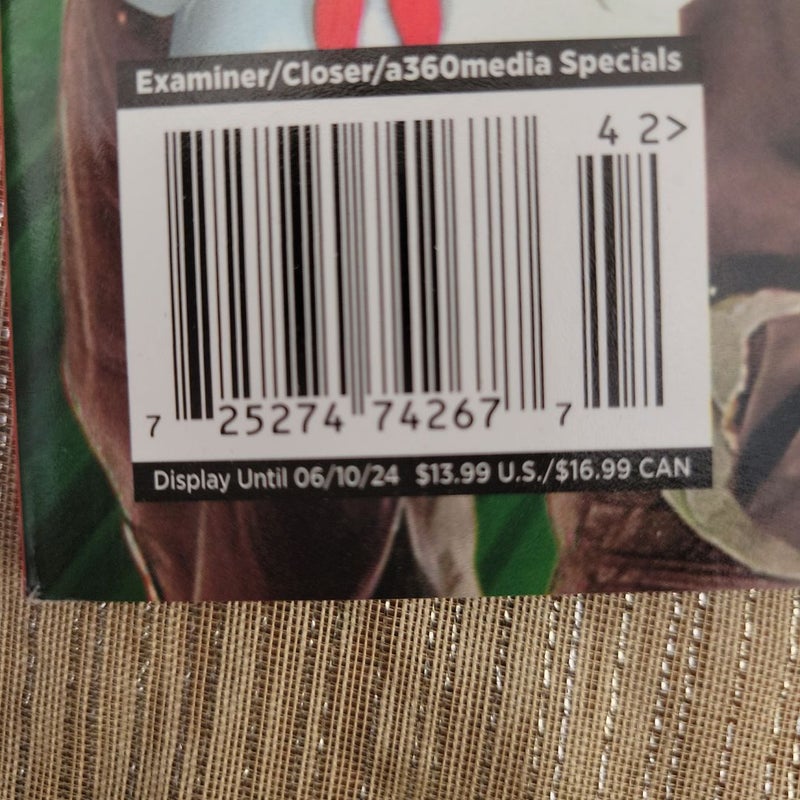 Examiner/Closer/a360media Specials
4 2>
7 25274 74267 7
Display Until 06/10/24 $13.99 U.S./$16.99 CAN